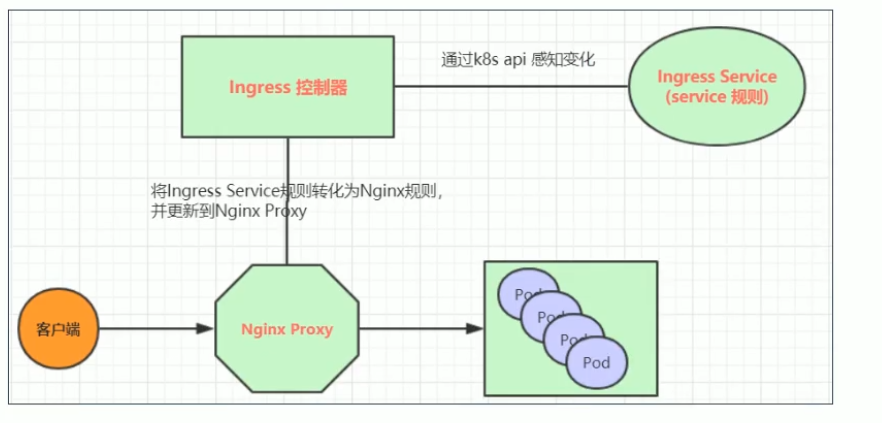 Ingress 控制器
通过k8s api 感知变化
Ingress Service
(service 规则)
将Ingress Service规则转化为Nginx规则，
并更新到Nginx Proxy
客户端
Nginx Proxy
Pod
Pod
Pod
Pod